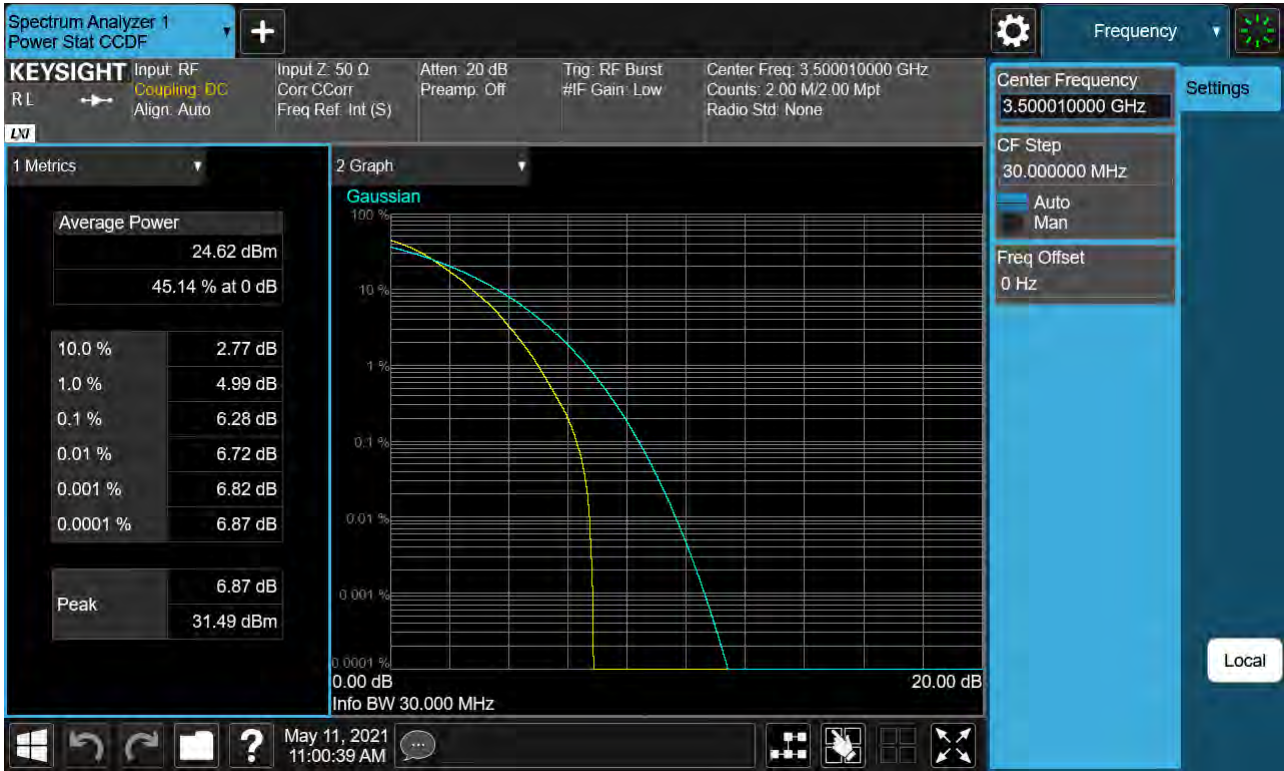 Spectrum Analyzer 1
Power Stat CCDF
+
Frequency
KEYSIGHT
R L
LXI
Input: RF
Coupling: DC
Align: Auto
Input Z: 50 Ω
Corr CCorr
Freq Ref: Int (S)
Atten: 20 dB
Preamp: Off
Trig: RF Burst
#IF Gain: Low
Center Freq: 3.500010000 GHz
Counts: 2.00 M/2.00 Mpt
Radio Std: None
Center Frequency
3.500010000 GHz
Settings
CF Step
30.000000 MHz
Auto
Man
Freq Offset
0 Hz
1 Metrics
Average Power
24.62 dBm
45.14 % at 0 dB
10.0 % 2.77 dB
1.0 % 4.99 dB
0.1 % 6.28 dB
0.01 % 6.72 dB
0.001 % 6.82 dB
0.0001 % 6.87 dB
Peak
6.87 dB
31.49 dBm
2 Graph
Gaussian
100 %
10 %
1 %
0.1 %
0.01 %
0.001 %
0.0001 %
0.00 dB 20.00 dB
Info BW 30.000 MHz
Local
?
May 11, 2021
11:00:39 AM